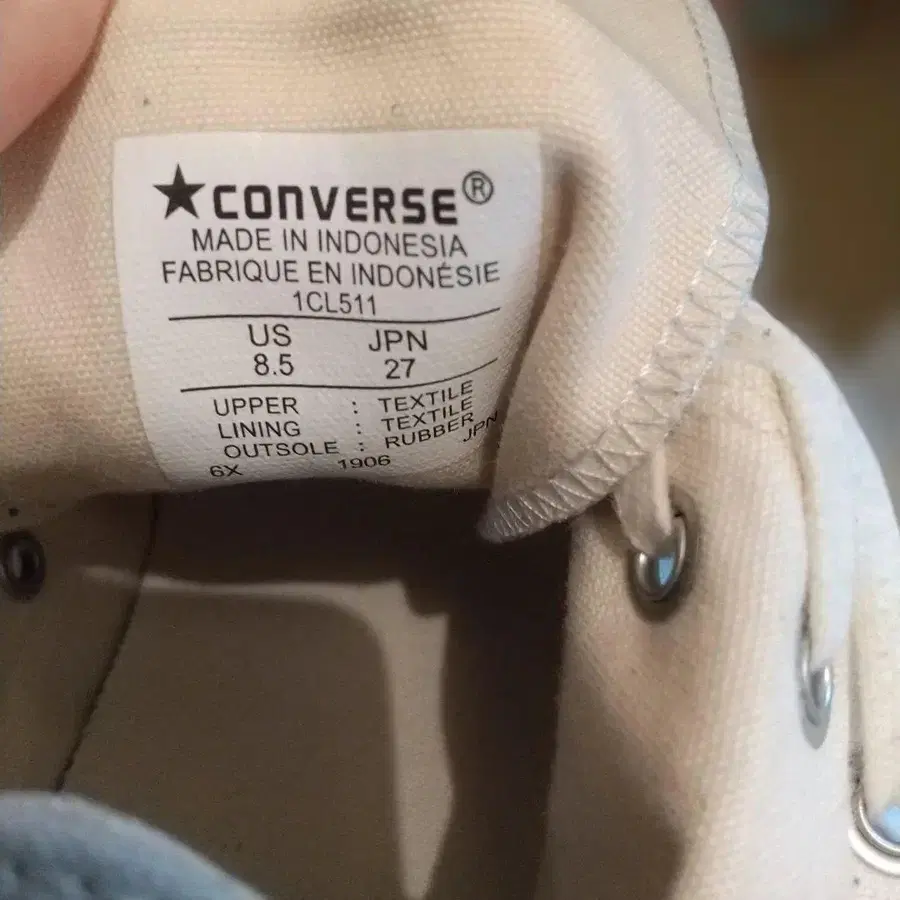 ★CONVERSE®
MADE IN INDONESIA
FABRIQUE EN INDONÉSIE
1CL511
US JPN
8.5 27
UPPER : TEXTILE
LINING : TEXTILE
OUTSOLE : RUBBER
6X 1906 JPN